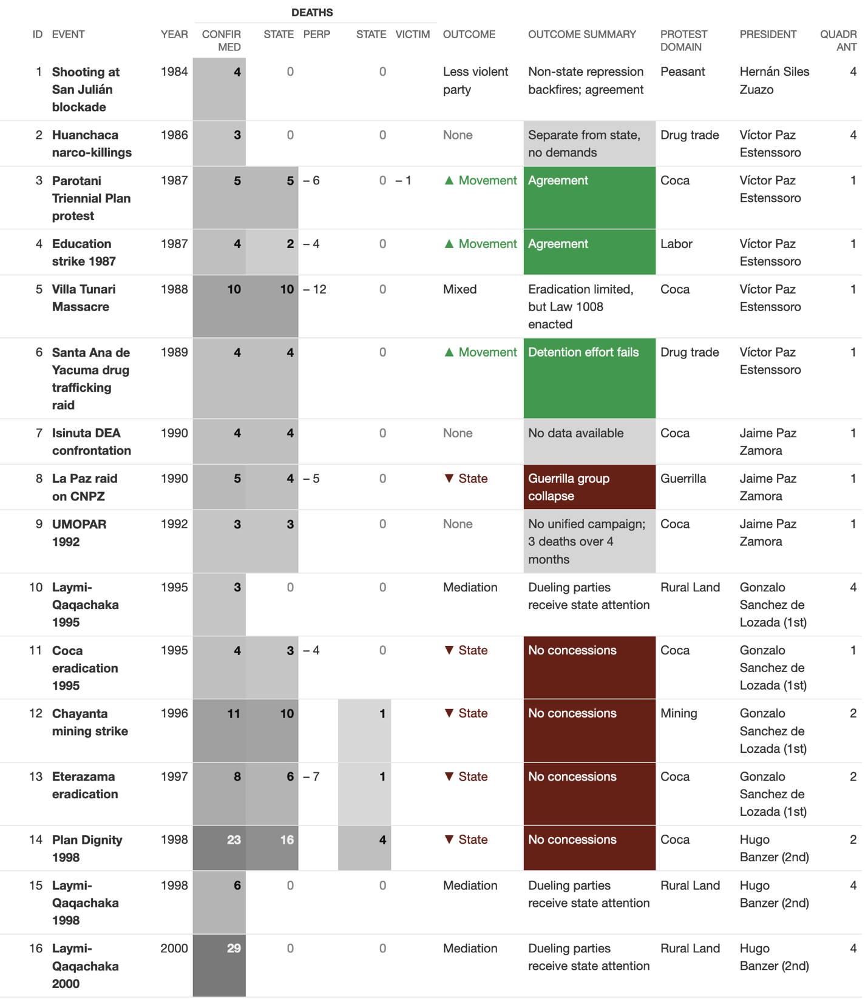 DEATHS
ID EVENT YEAR CONFIR STATE PERP STATE VICTIM OUTCOME OUTCOME SUMMARY PROTEST PRESIDENT QUADR
MED DOMAIN ANT
1 Shooting at 1984 4 0 0 Less violent Non-state repression Peasant Hernán Siles 4
San Julián party backfires; agreement Zuazo
blockade
2 Huanchaca 1986 3 0 0 None Separate from state, Drug trade Víctor Paz 4
narco-killings no demands Estenssoro
3 Parotani 1987 5 5 – 6 0 – 1 ▲ Movement Agreement Coca Víctor Paz 1
Triennial Plan Estenssoro
protest
4 Education 1987 4 2 – 4 0 ▲ Movement Agreement Labor Víctor Paz 1
strike 1987 Estenssoro
5 Villa Tunari 1988 10 10 – 12 0 Mixed Eradication limited, Coca Víctor Paz 1
Massacre but Law 1008 Estenssoro
enacted
6 Santa Ana de 1989 4 4 0 ▲ Movement Detention effort fails Drug trade Víctor Paz 1
Yacuma drug Estenssoro
trafficking
raid
7 Isinuta DEA 1990 4 4 0 None No data available Coca Jaime Paz 1
confrontation Zamora
8 La Paz raid 1990 5 4 – 5 0 ▼ State Guerrilla group Guerrilla Jaime Paz 1
on CNPZ collapse Zamora
9 UMOPAR 1992 3 3 0 None No unified campaign; Coca Jaime Paz 1
1992 3 deaths over 4 Zamora
months
10 Laymi- 1995 3 0 0 Mediation Dueling parties Rural Land Gonzalo 4
Qaqachaka receive state attention Sanchez de
1995 Lozada (1st)
11 Coca 1995 4 3 – 4 0 ▼ State No concessions Coca Gonzalo 1
eradication Sanchez de
1995 Lozada (1st)
12 Chayanta 1996 11 10 1 ▼ State No concessions Mining Gonzalo 2
mining strike Sanchez de
Lozada (1st)
13 Eterazama 1997 8 6 – 7 1 ▼ State No concessions Coca Gonzalo 2
eradication Sanchez de
Lozada (1st)
14 Plan Dignity 1998 23 16 4 ▼ State No concessions Coca Hugo 2
1998 Banzer (2nd)
15 Laymi- 1998 6 0 0 Mediation Dueling parties Rural Land Hugo 4
Qaqachaka receive state attention Banzer (2nd)
1998
16 Laymi- 2000 29 0 0 Mediation Dueling parties Rural Land Hugo 4
Qaqachaka receive state attention Banzer (2nd)
2000